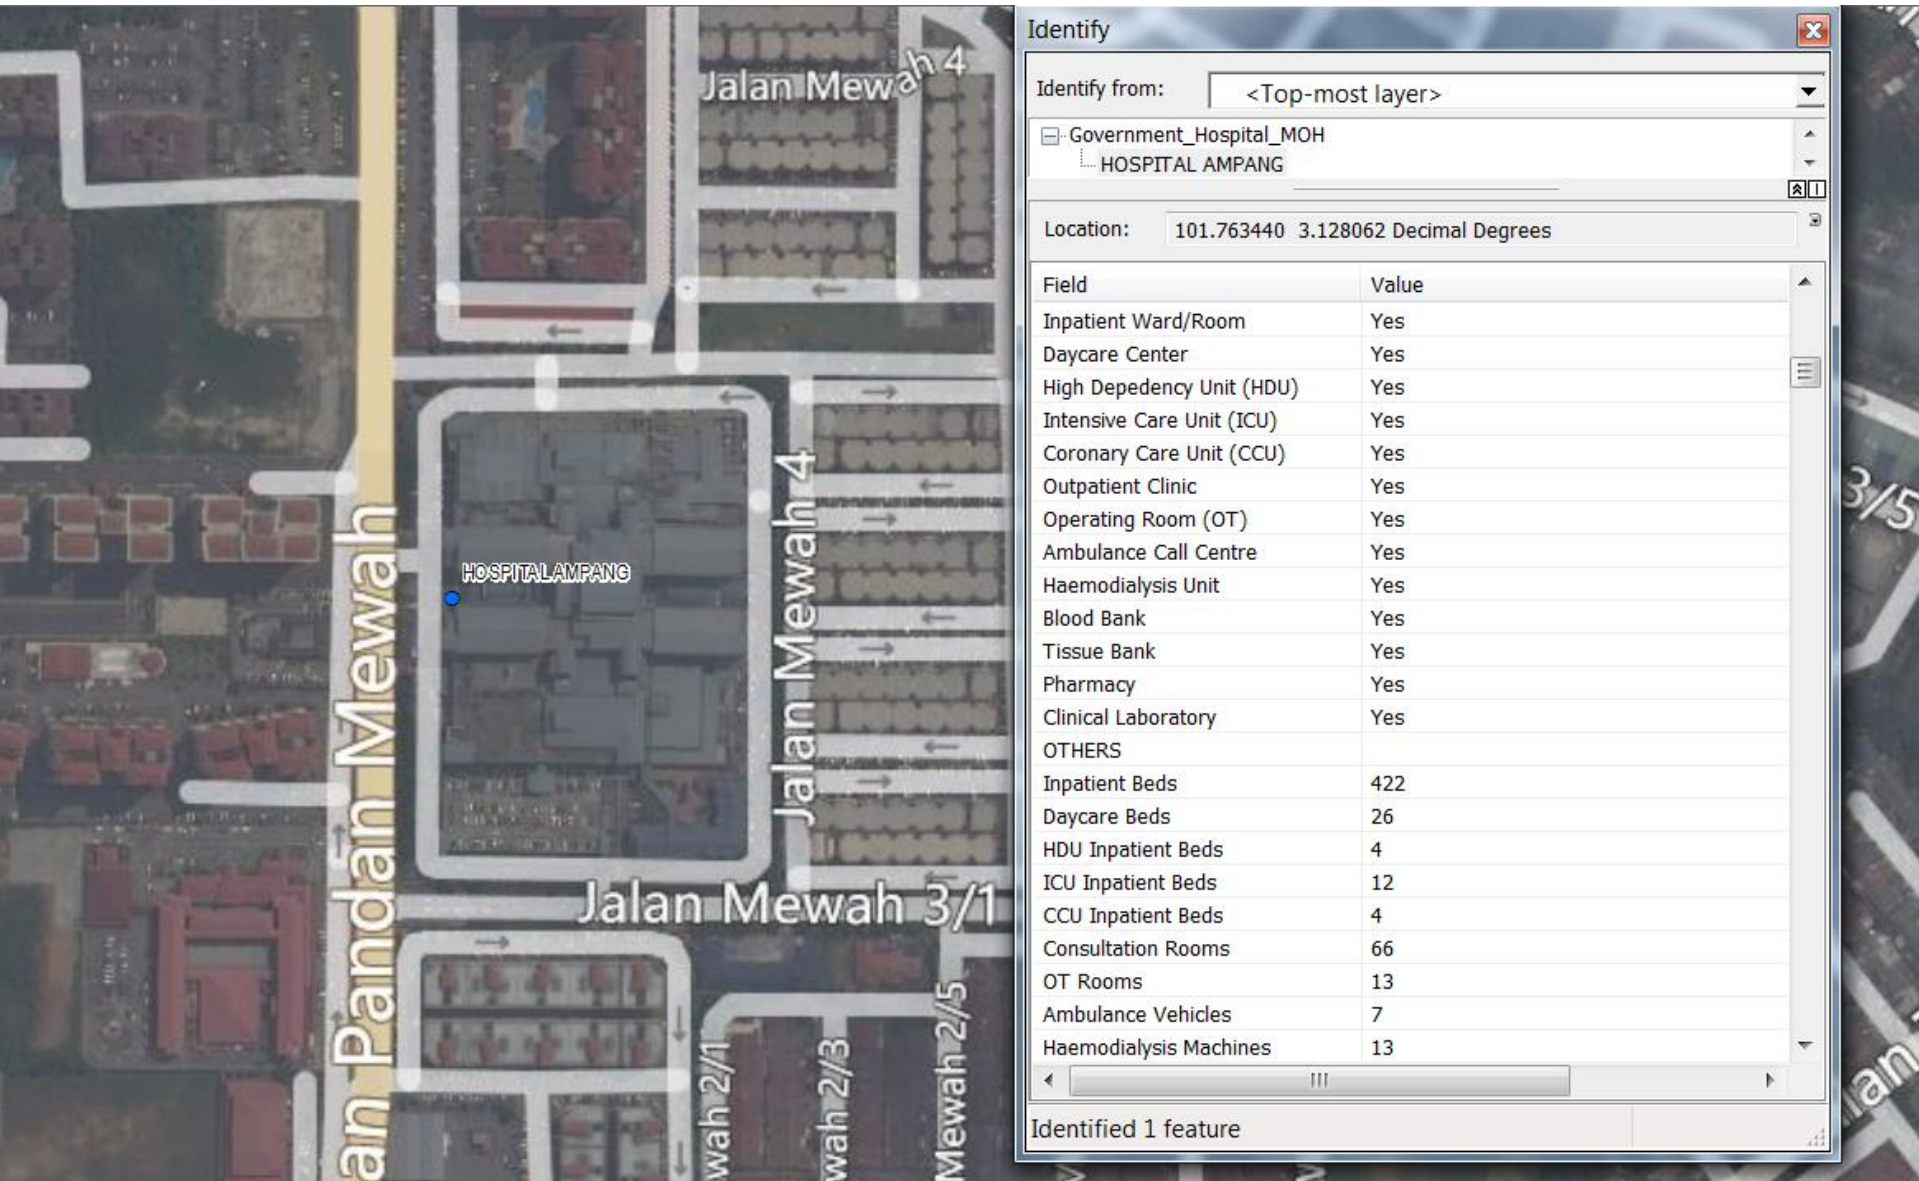 Jalan Mewah 4
HOSPITAL AMPANG
Jalan Mewah 4
an Pandan Mewah
Jalan Mewah 3/1
wah 2/1
wah 2/3
Mewah 2/5
Identify
Identify from: <Top-most layer>
Government_Hospital_MOH
HOSPITAL AMPANG
Location: 101.763440 3.128062 Decimal Degrees
Field Value
Inpatient Ward/Room Yes
Daycare Center Yes
High Depedency Unit (HDU) Yes
Intensive Care Unit (ICU) Yes
Coronary Care Unit (CCU) Yes
Outpatient Clinic Yes
Operating Room (OT) Yes
Ambulance Call Centre Yes
Haemodialysis Unit Yes
Blood Bank Yes
Tissue Bank Yes
Pharmacy Yes
Clinical Laboratory Yes
OTHERS
Inpatient Beds 422
Daycare Beds 26
HDU Inpatient Beds 4
ICU Inpatient Beds 12
CCU Inpatient Beds 4
Consultation Rooms 66
OT Rooms 13
Ambulance Vehicles 7
Haemodialysis Machines 13
Identified 1 feature
3/5